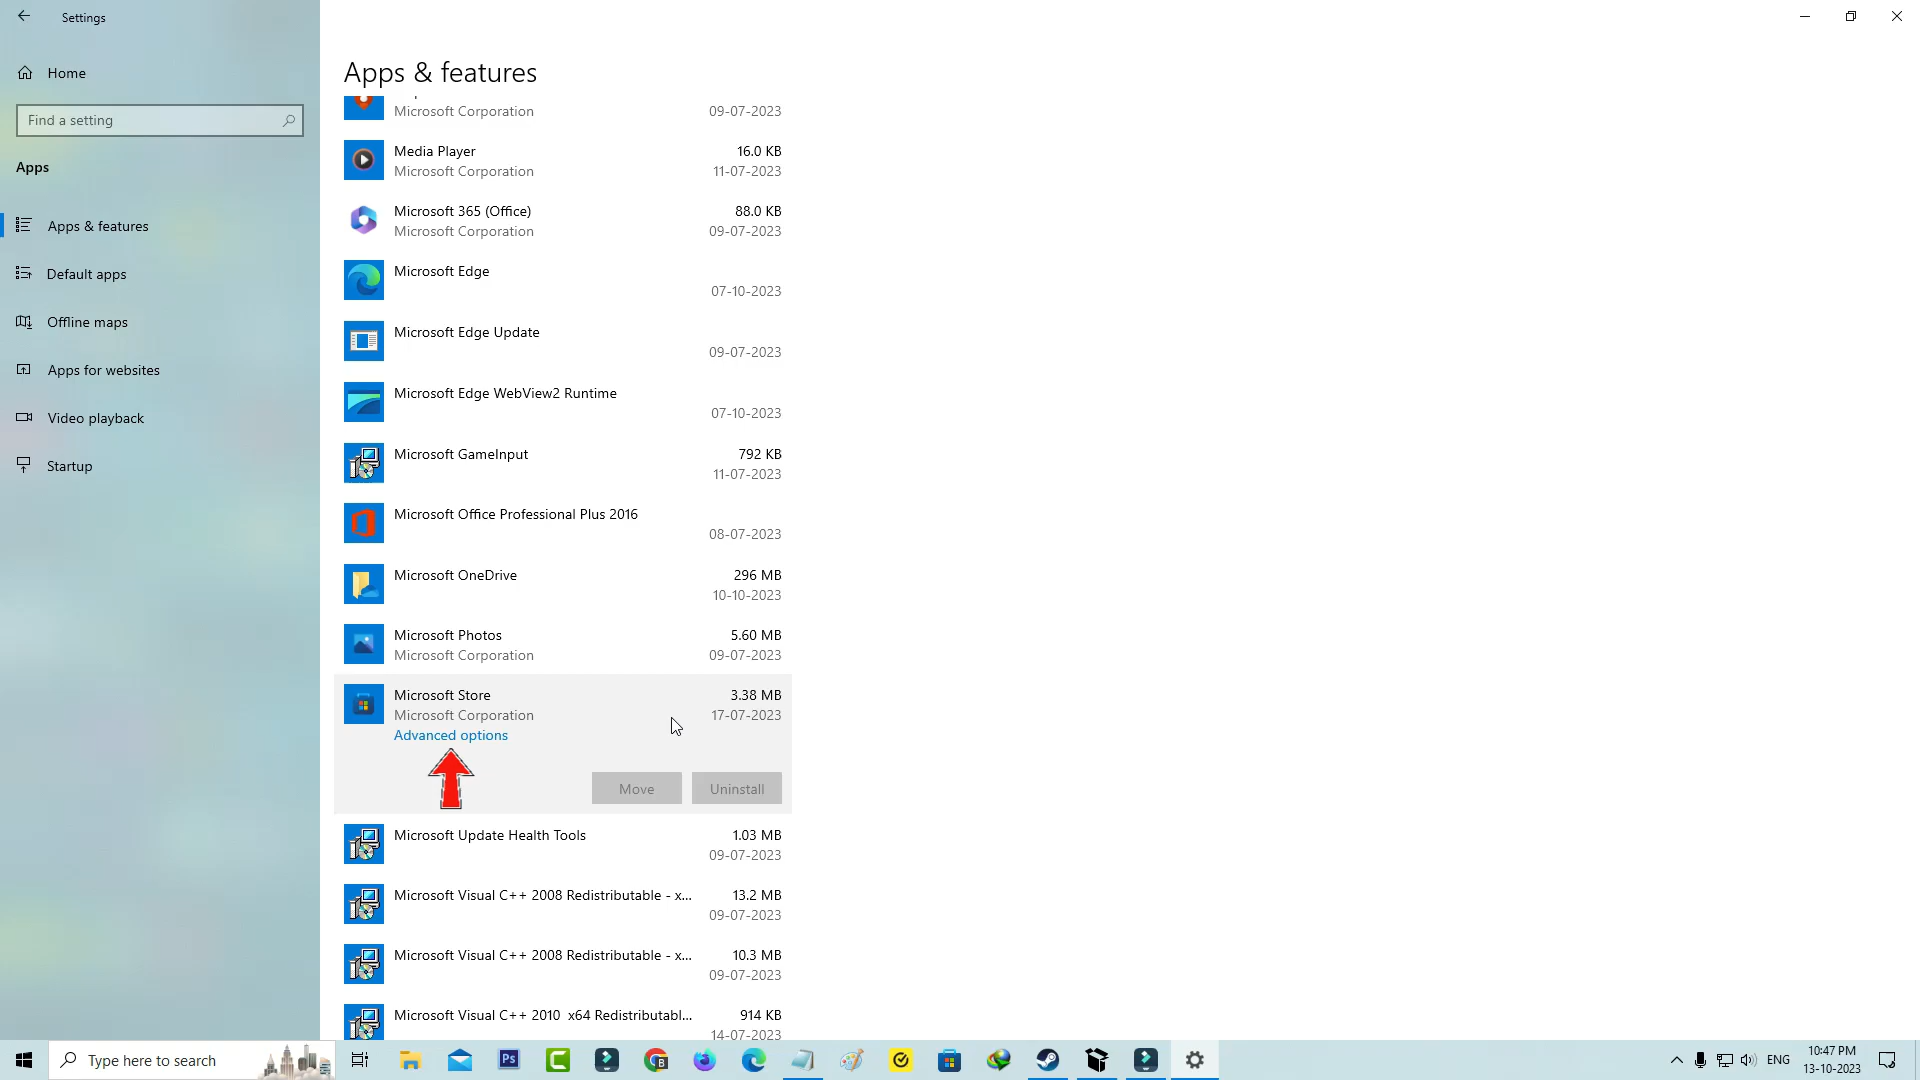 Settings
Home
Find a setting
Apps
Apps & features
Default apps
Offline maps
Apps for websites
Video playback
Startup
Apps & features
Microsoft Corporation 09-07-2023
Media Player 16.0 KB
Microsoft Corporation 11-07-2023
Microsoft 365 (Office) 88.0 KB
Microsoft Corporation 09-07-2023
Microsoft Edge
07-10-2023
Microsoft Edge Update
09-07-2023
Microsoft Edge WebView2 Runtime
07-10-2023
Microsoft GameInput 792 KB
11-07-2023
Microsoft Office Professional Plus 2016
08-07-2023
Microsoft OneDrive 296 MB
10-10-2023
Microsoft Photos 5.60 MB
Microsoft Corporation 09-07-2023
Microsoft Store 3.38 MB
Microsoft Corporation 17-07-2023
Advanced options
Move Uninstall
Microsoft Update Health Tools 1.03 MB
09-07-2023
Microsoft Visual C++ 2008 Redistributable - x... 13.2 MB
09-07-2023
Microsoft Visual C++ 2008 Redistributable - x... 10.3 MB
09-07-2023
Microsoft Visual C++ 2010 x64 Redistributabl... 914 KB
14-07-2023
Type here to search
Ps
B
ENG
10:47 PM
13-10-2023